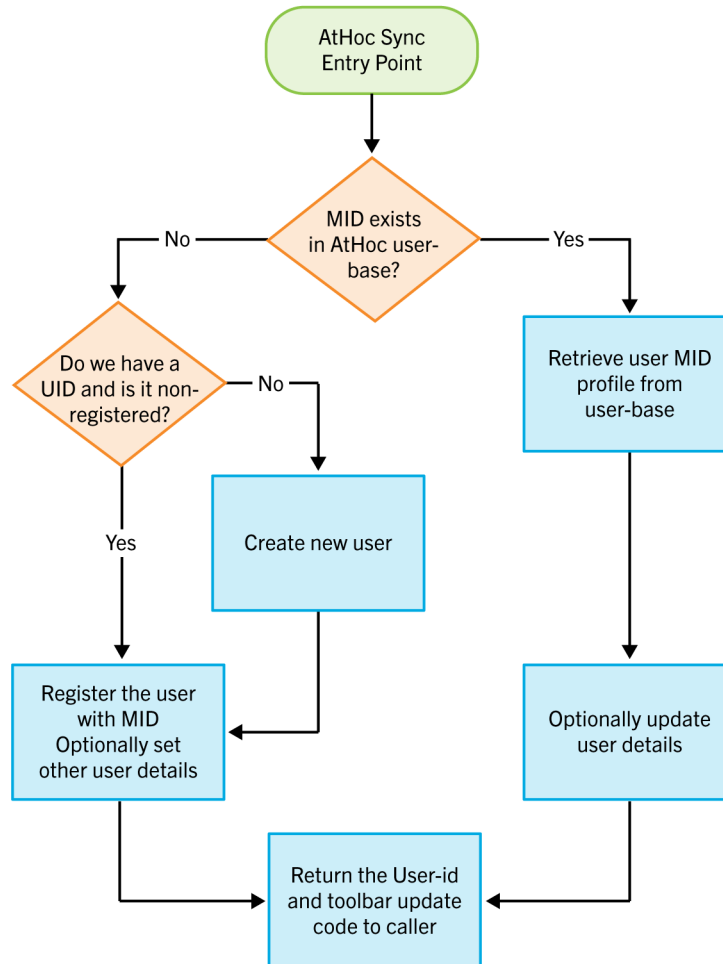 AtHoc Sync
Entry Point
MID exists
in AtHoc user-
base?
No
Yes
Do we have a
UID and is it non-
registered?
No
Retrieve user MID
profile from
user-base
Yes
Create new user
Register the user
with MID
Optionally set
other user details
Optionally update
user details
Return the User-id
and toolbar update
code to caller